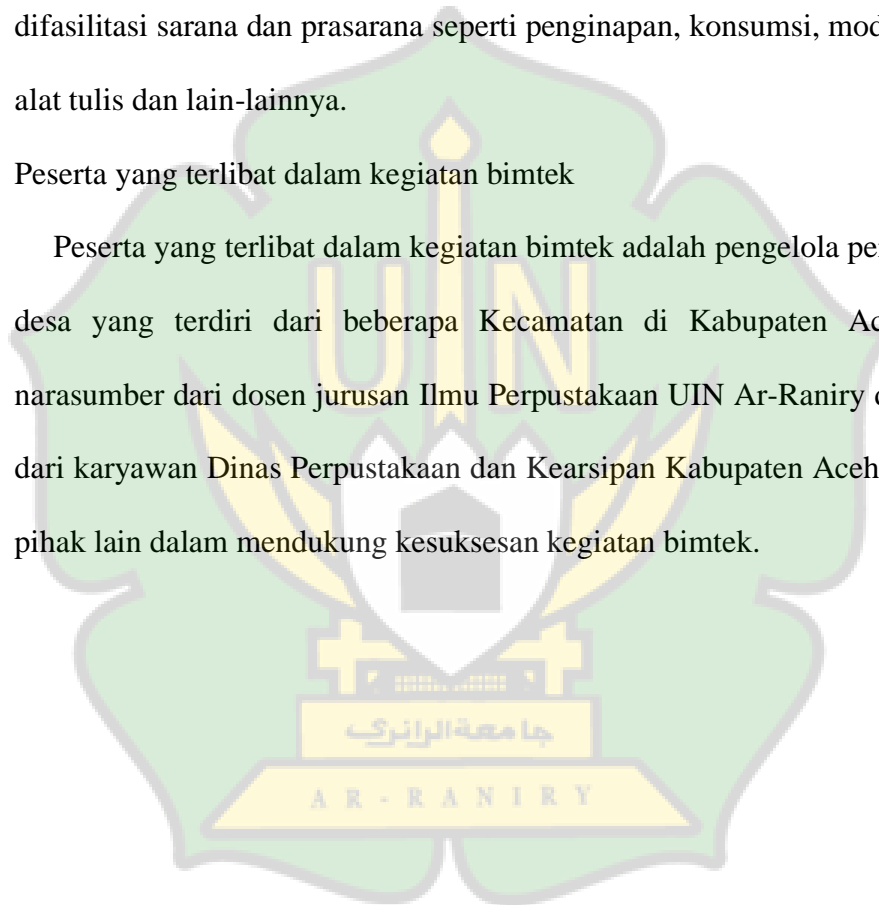 difasilitasi sarana dan prasarana seperti penginapan, konsumsi, mod
alat tulis dan lain-lainnya.
Peserta yang terlibat dalam kegiatan bimtek
Peserta yang terlibat dalam kegiatan bimtek adalah pengelola pe
desa yang terdiri dari beberapa Kecamatan di Kabupaten Ac
narasumber dari dosen jurusan Ilmu Perpustakaan UIN Ar-Raniry
dari karyawan Dinas Perpustakaan dan Kearsipan Kabupaten Aceh
pihak lain dalam mendukung kesuksesan kegiatan bimtek.
UIN
جامعة الرانري
AR-RANIRY